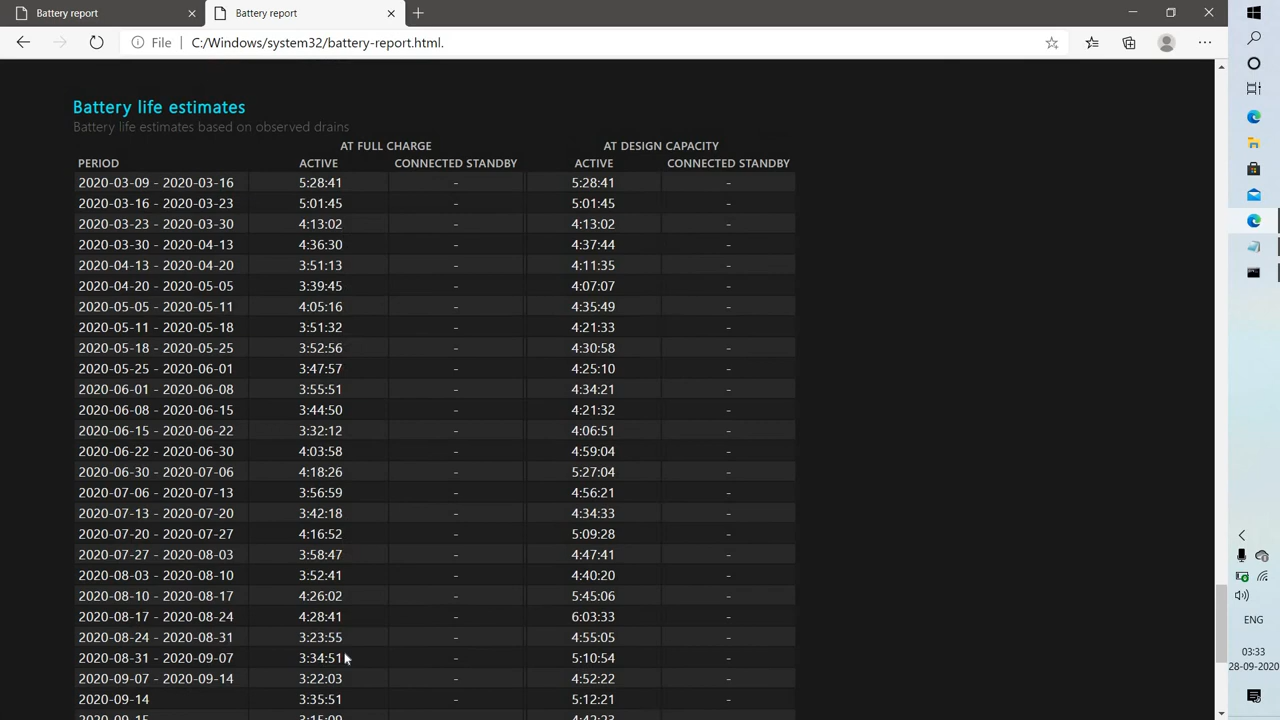 Battery report
Battery report
File C:/Windows/system32/battery-report.html.
Battery life estimates
Battery life estimates based on observed drains
AT FULL CHARGE AT DESIGN CAPACITY
PERIOD ACTIVE CONNECTED STANDBY ACTIVE CONNECTED STANDBY
2020-03-09 - 2020-03-16 5:28:41 - 5:28:41 -
2020-03-16 - 2020-03-23 5:01:45 - 5:01:45 -
2020-03-23 - 2020-03-30 4:13:02 - 4:13:02 -
2020-03-30 - 2020-04-13 4:36:30 - 4:37:44 -
2020-04-13 - 2020-04-20 3:51:13 - 4:11:35 -
2020-04-20 - 2020-05-05 3:39:45 - 4:07:07 -
2020-05-05 - 2020-05-11 4:05:16 - 4:35:49 -
2020-05-11 - 2020-05-18 3:51:32 - 4:21:33 -
2020-05-18 - 2020-05-25 3:52:56 - 4:30:58 -
2020-05-25 - 2020-06-01 3:47:57 - 4:25:10 -
2020-06-01 - 2020-06-08 3:55:51 - 4:34:21 -
2020-06-08 - 2020-06-15 3:44:50 - 4:21:32 -
2020-06-15 - 2020-06-22 3:32:12 - 4:06:51 -
2020-06-22 - 2020-06-30 4:03:58 - 4:59:04 -
2020-06-30 - 2020-07-06 4:18:26 - 5:27:04 -
2020-07-06 - 2020-07-13 3:56:59 - 4:56:21 -
2020-07-13 - 2020-07-20 3:42:18 - 4:34:33 -
2020-07-20 - 2020-07-27 4:16:52 - 5:09:28 -
2020-07-27 - 2020-08-03 3:58:47 - 4:47:41 -
2020-08-03 - 2020-08-10 3:52:41 - 4:40:20 -
2020-08-10 - 2020-08-17 4:26:02 - 5:45:06 -
2020-08-17 - 2020-08-24 4:28:41 - 6:03:33 -
2020-08-24 - 2020-08-31 3:23:55 - 4:55:05 -
2020-08-31 - 2020-09-07 3:34:51 - 5:10:54 -
2020-09-07 - 2020-09-14 3:22:03 - 4:52:22 -
2020-09-14 3:35:51 - 5:12:21 -
2020-09-15 3:15:09 - 4:42:23 -
ENG
03:33
28-09-2020